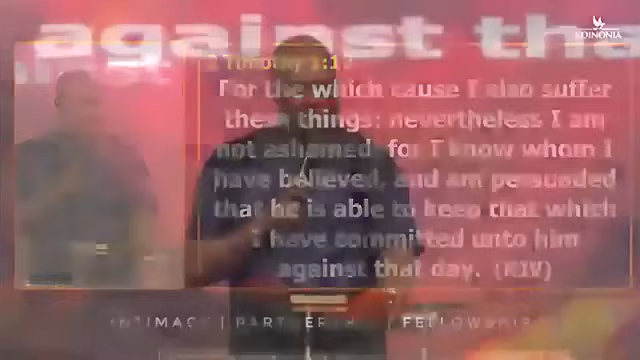 against tha
KOINONIA
2 Timothy 1:12
For the which cause I also suffer
these things: nevertheless I am
not ashamed: for I know whom I
have believed, and am persuaded
that he is able to keep that which
I have committed unto him
against that day. (KJV)
INTIMACY | PARTNERSHIP | FELLOWSHIP